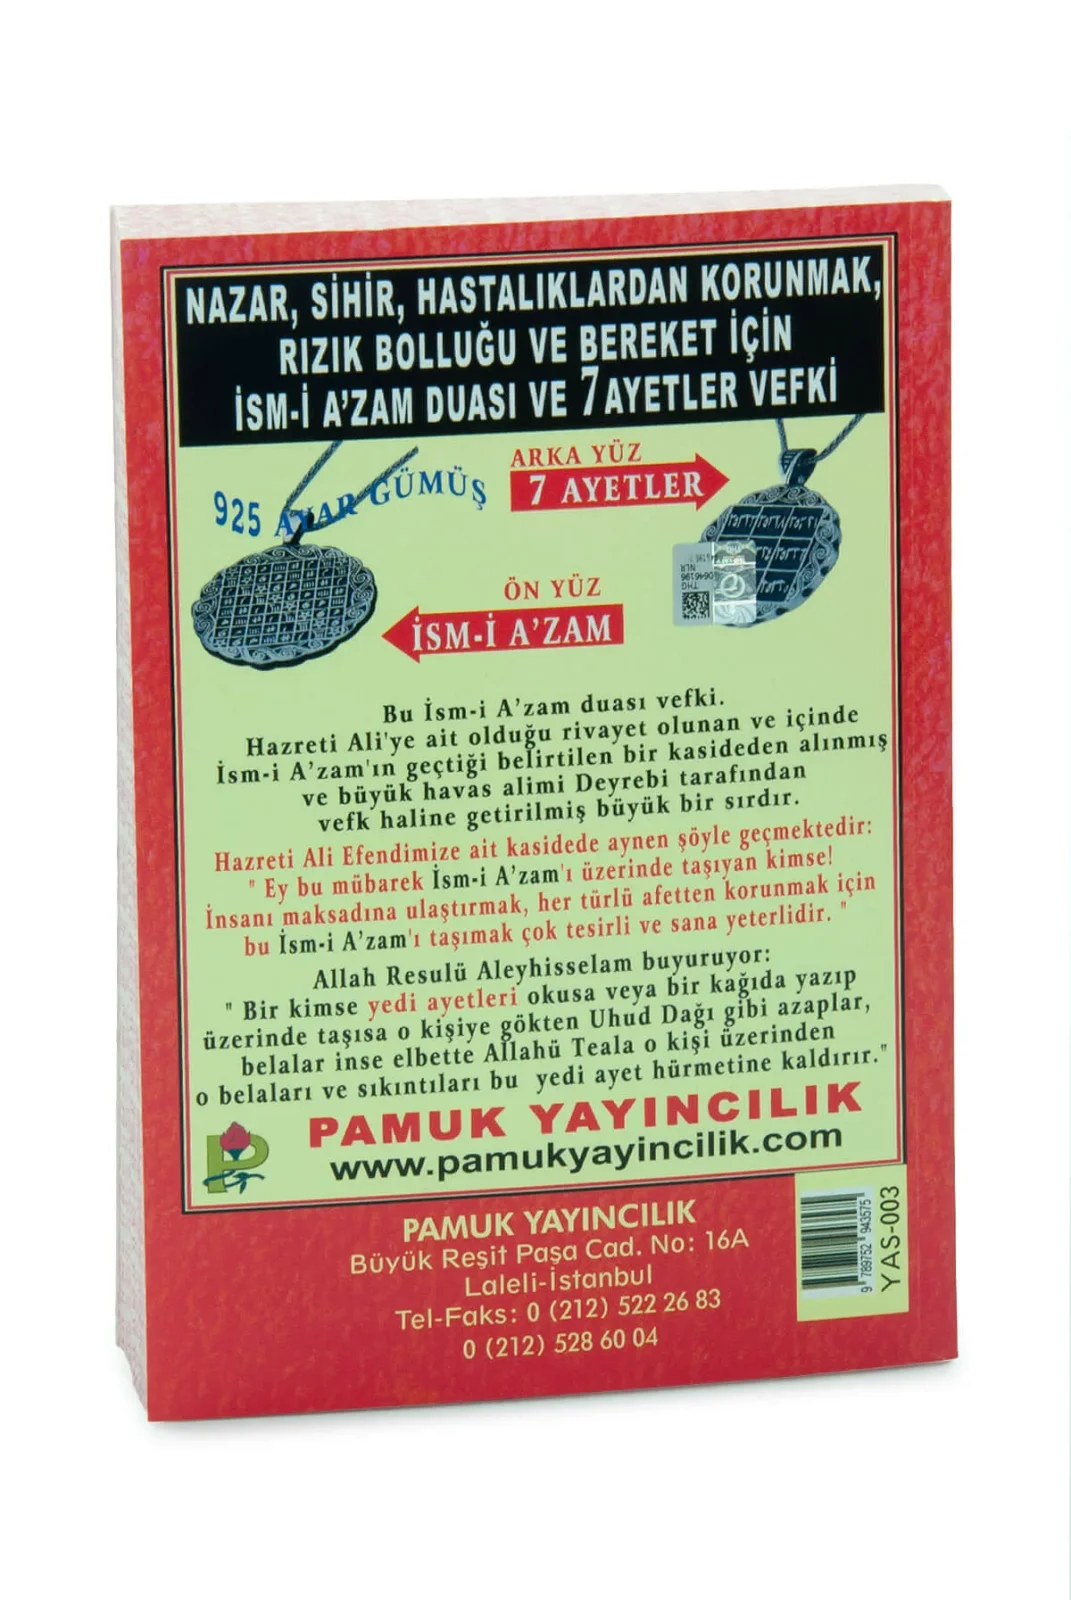 NAZAR, SİHİR, HASTALIKLARDAN KORUNMAK,
RIZIK BOLLUĞU VE BEREKET İÇİN
İSM-İ A'ZAM DUASI VE 7 AYETLER VEFKİ
925 AYAR GÜMÜŞ
ARKA YÜZ
7 AYETLER
ÖN YÜZ
İSM-İ A'ZAM
THG
0646196
NLR
Bu İsm-i A'zam duası vefki.
Hazreti Ali'ye ait olduğu rivayet olunan ve içinde
İsm-i A'zam'ın geçtiği belirtilen bir kasideden alınmış
ve büyük havas alimi Deyrebi tarafından
vefk haline getirilmiş büyük bir sırdır.
Hazreti Ali Efendimize ait kasidede aynen şöyle geçmektedir:
" Ey bu mübarek İsm-i A'zam'ı üzerinde taşıyan kimse!
İnsanı maksadına ulaştırmak, her türlü afetten korunmak için
bu İsm-i A'zam'ı taşımak çok tesirli ve sana yeterlidir. "
Allah Resulü Aleyhisselam buyuruyor:
" Bir kimse yedi ayetleri okusa veya bir kağıda yazıp
üzerinde taşısa o kişiye gökten Uhud Dağı gibi azaplar,
belalar inse elbette Allahü Teala o kişi üzerinden
o belaları ve sıkıntıları bu yedi ayet hürmetine kaldırır."
PAMUK YAYINCILIK
www.pamukyayincilik.com
PAMUK YAYINCILIK
Büyük Reşit Paşa Cad. No: 16A
Laleli-İstanbul
Tel-Faks: 0 (212) 522 26 83
0 (212) 528 60 04
9 789752 943575
YAS-003